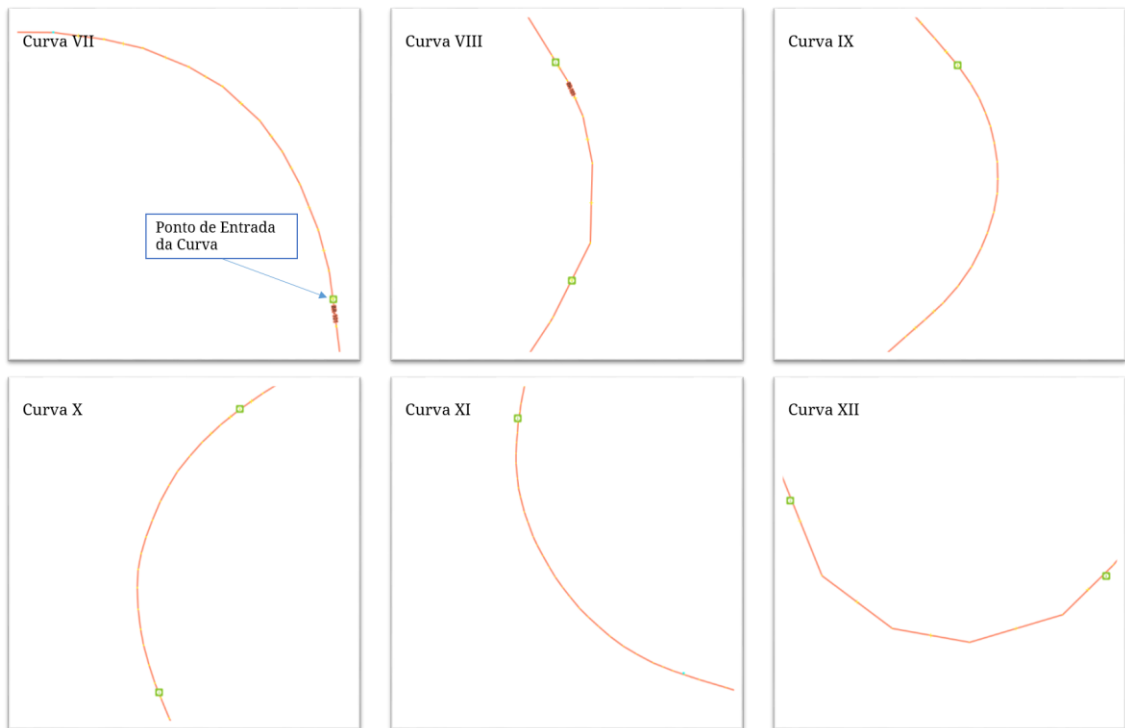 Curva VII
Curva VIII
Curva IX
Ponto de Entrada
da Curva
Curva X
Curva XI
Curva XII